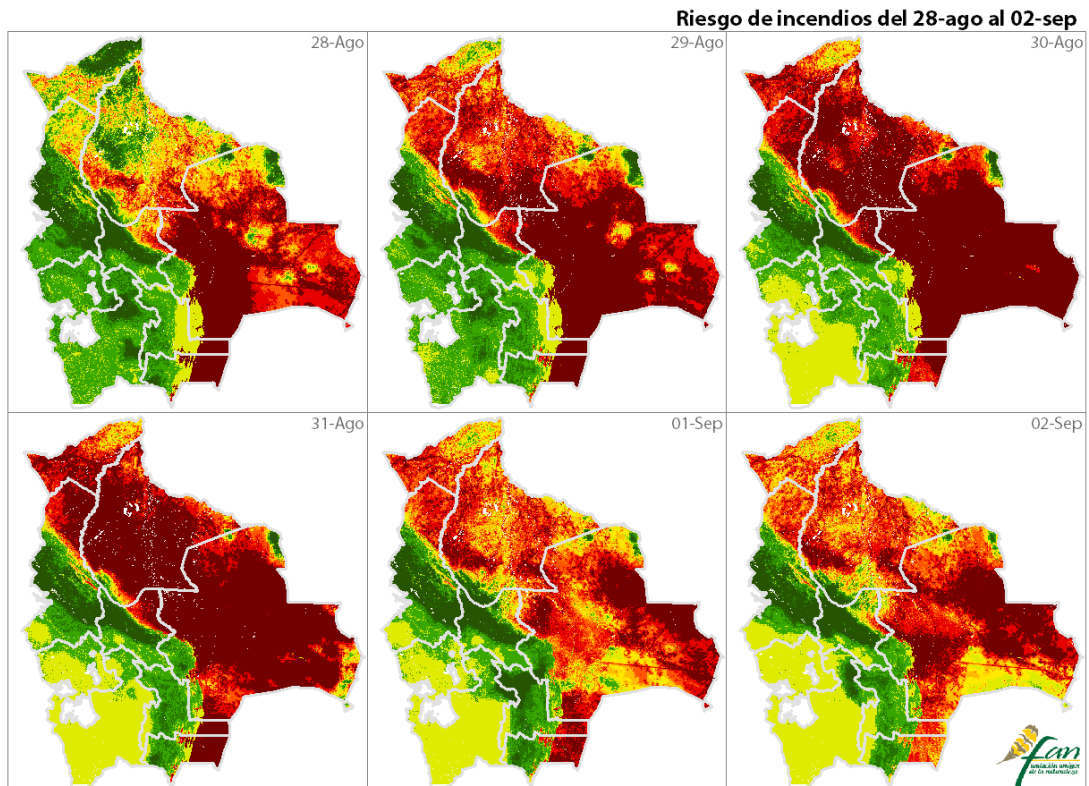 Riesgo de incendios del 28-ago al 02-sep
28-Ago
29-Ago
30-Ago
31-Ago
01-Sep
02-Sep
fan
fundación amigos
de la naturaleza